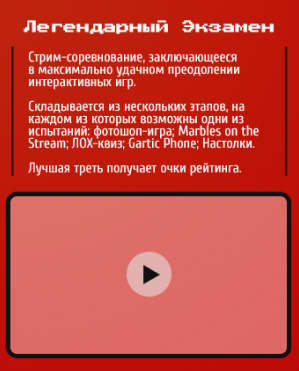 Легендарный Экзамен
Стрим-соревнование, заключающееся
в максимально удачном преодолении
интерактивных игр.
Складывается из нескольких этапов, на
каждом из которых возможны одни из
испытаний: фотошоп-игра; Marbles on the
Stream; ЛОХ-квиз; Gartic Phone; Настолки.
Лучшая треть получает очки рейтинга.